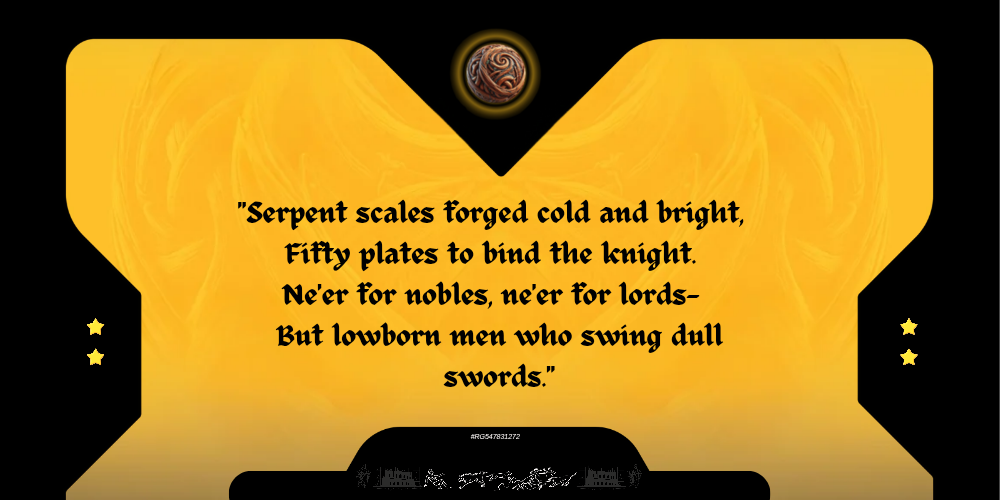 "Serpent scales forged cold and bright,
Fifty plates to bind the knight.
Ne'er for nobles, ne'er for lords-
But lowborn men who swing dull
swords."
#RG547831272